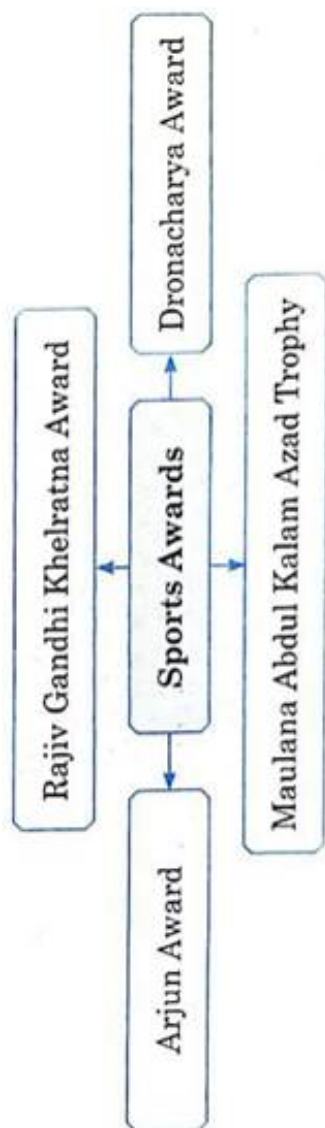 Rajiv Gandhi Khelratna Award
Arjun Award
Sports Awards
Dronacharya Award
Maulana Abdul Kalam Azad Trophy